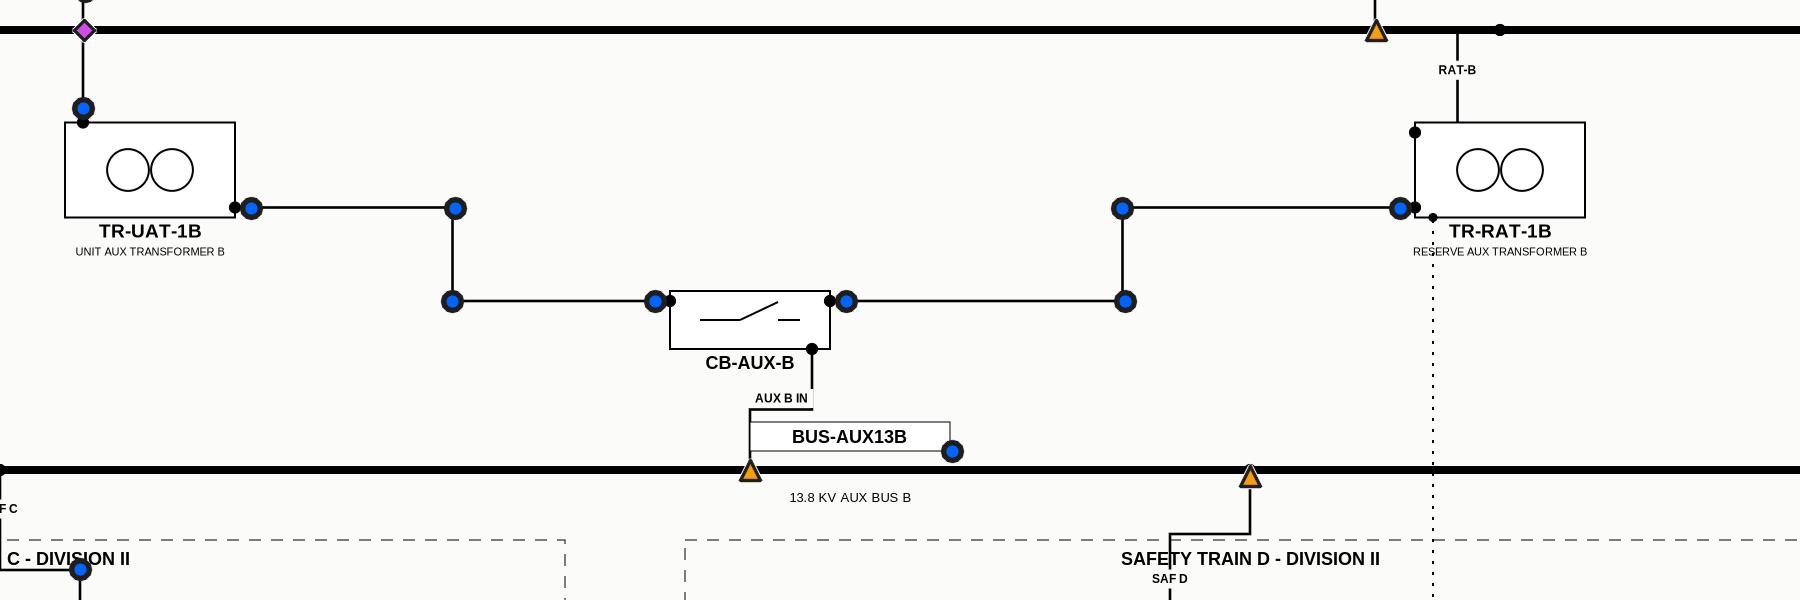 RAT-B
TR-UAT-1B
UNIT AUX TRANSFORMER B
TR-RAT-1B
RESERVE AUX TRANSFORMER B
CB-AUX-B
AUX B IN
BUS-AUX13B
13.8 KV AUX BUS B
F C
C - DIVISION II
SAFETY TRAIN D - DIVISION II
SAF D